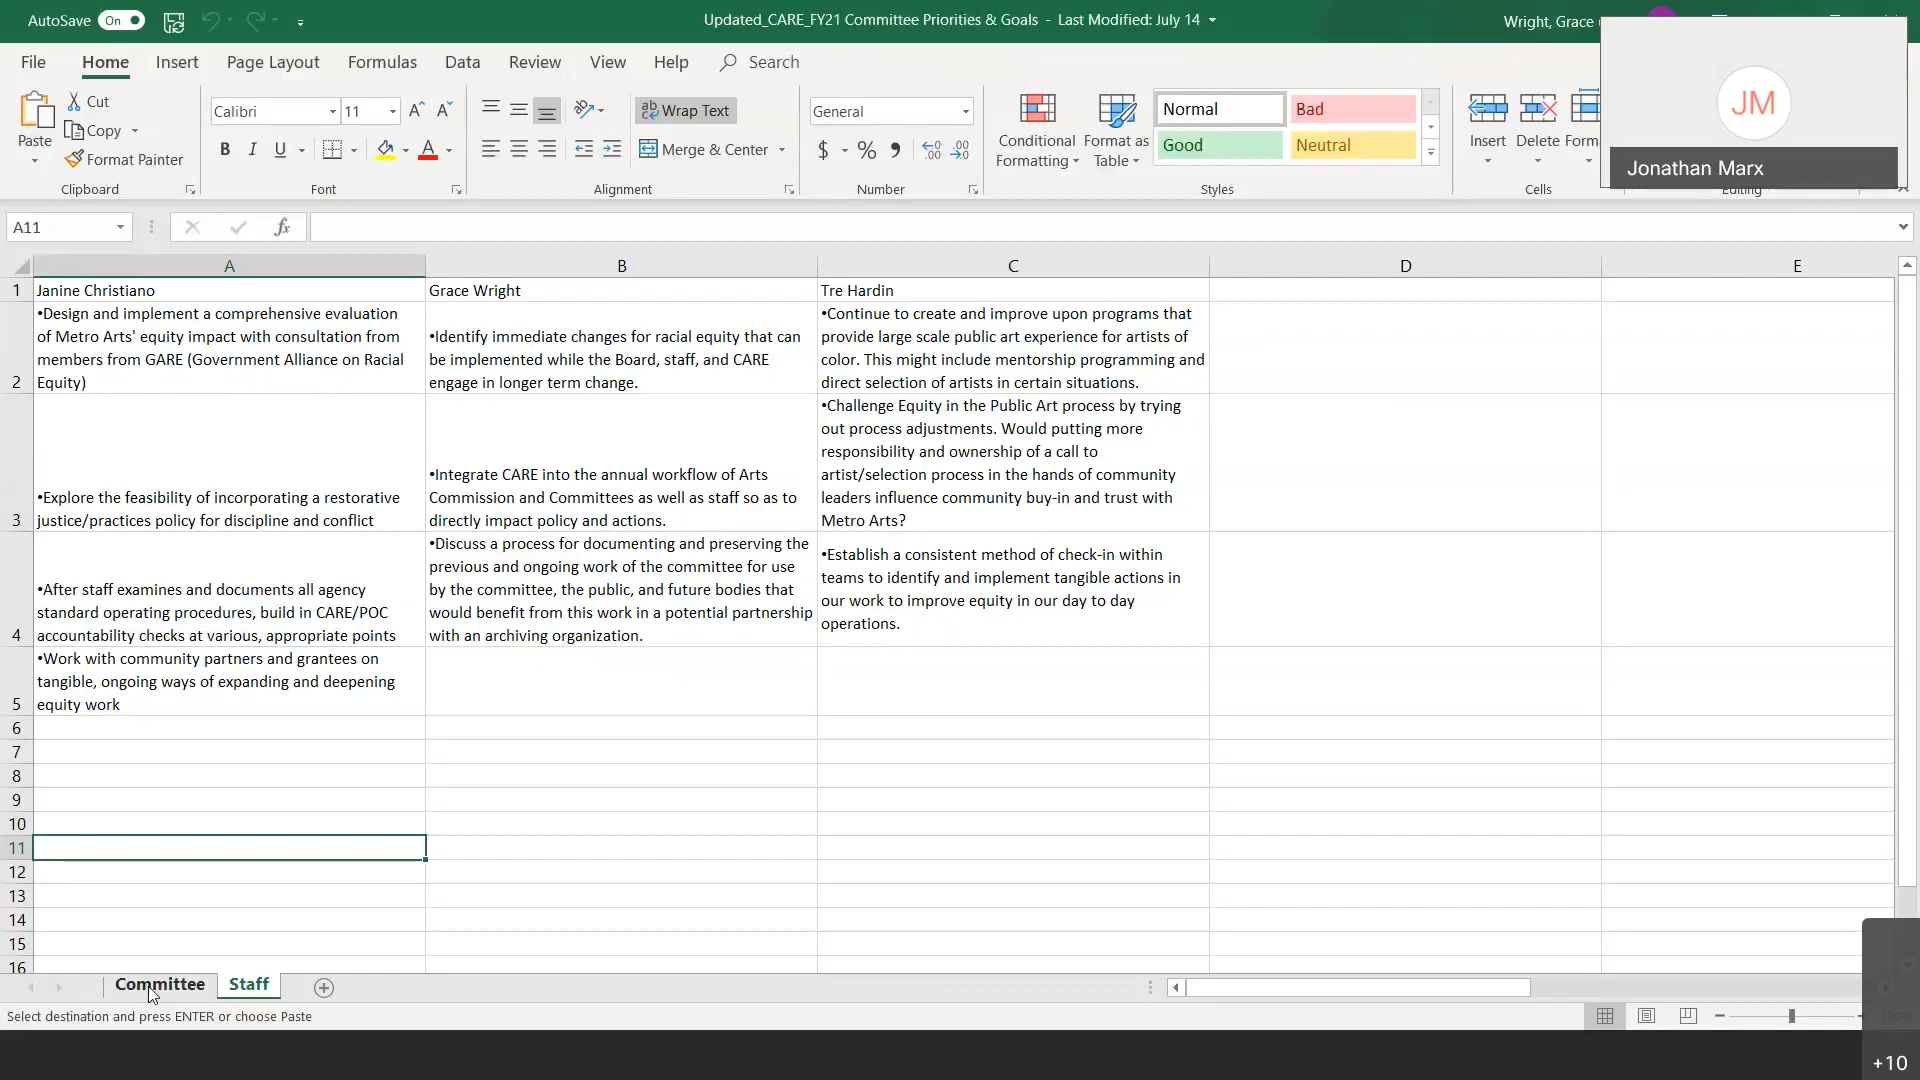 AutoSave On Updated_CARE_FY21 Committee Priorities & Goals - Last Modified: July 14 Wright, Grace
File Home Insert Page Layout Formulas Data Review View Help Search
JM
Jonathan Marx
Paste
Cut
Copy
Format Painter
Clipboard
Calibri 11
B I U
Font
Wrap Text
Merge & Center
Alignment
General
$ % 9
Number
Conditional
Formatting
Format as
Table
Normal Bad
Good Neutral
Styles
Insert Delete Form
Cells
Editing
A11 fx
A B C D E
1 Janine Christiano Grace Wright Tre Hardin
2
•Design and implement a comprehensive evaluation
of Metro Arts' equity impact with consultation from
members from GARE (Government Alliance on Racial
Equity)
•Identify immediate changes for racial equity that can
be implemented while the Board, staff, and CARE
engage in longer term change.
•Continue to create and improve upon programs that
provide large scale public art experience for artists of
color. This might include mentorship programming and
direct selection of artists in certain situations.
3
•Explore the feasibility of incorporating a restorative
justice/practices policy for discipline and conflict
•Integrate CARE into the annual workflow of Arts
Commission and Committees as well as staff so as to
directly impact policy and actions.
•Challenge Equity in the Public Art process by trying
out process adjustments. Would putting more
responsibility and ownership of a call to
artist/selection process in the hands of community
leaders influence community buy-in and trust with
Metro Arts?
4
•After staff examines and documents all agency
standard operating procedures, build in CARE/POC
accountability checks at various, appropriate points
•Discuss a process for documenting and preserving the
previous and ongoing work of the committee for use
by the committee, the public, and future bodies that
would benefit from this work in a potential partnership
with an archiving organization.
•Establish a consistent method of check-in within
teams to identify and implement tangible actions in
our work to improve equity in our day to day
operations.
5
•Work with community partners and grantees on
tangible, ongoing ways of expanding and deepening
equity work
6
7
8
9
10
11
12
13
14
15
16
Committee Staff
Select destination and press ENTER or choose Paste
+10